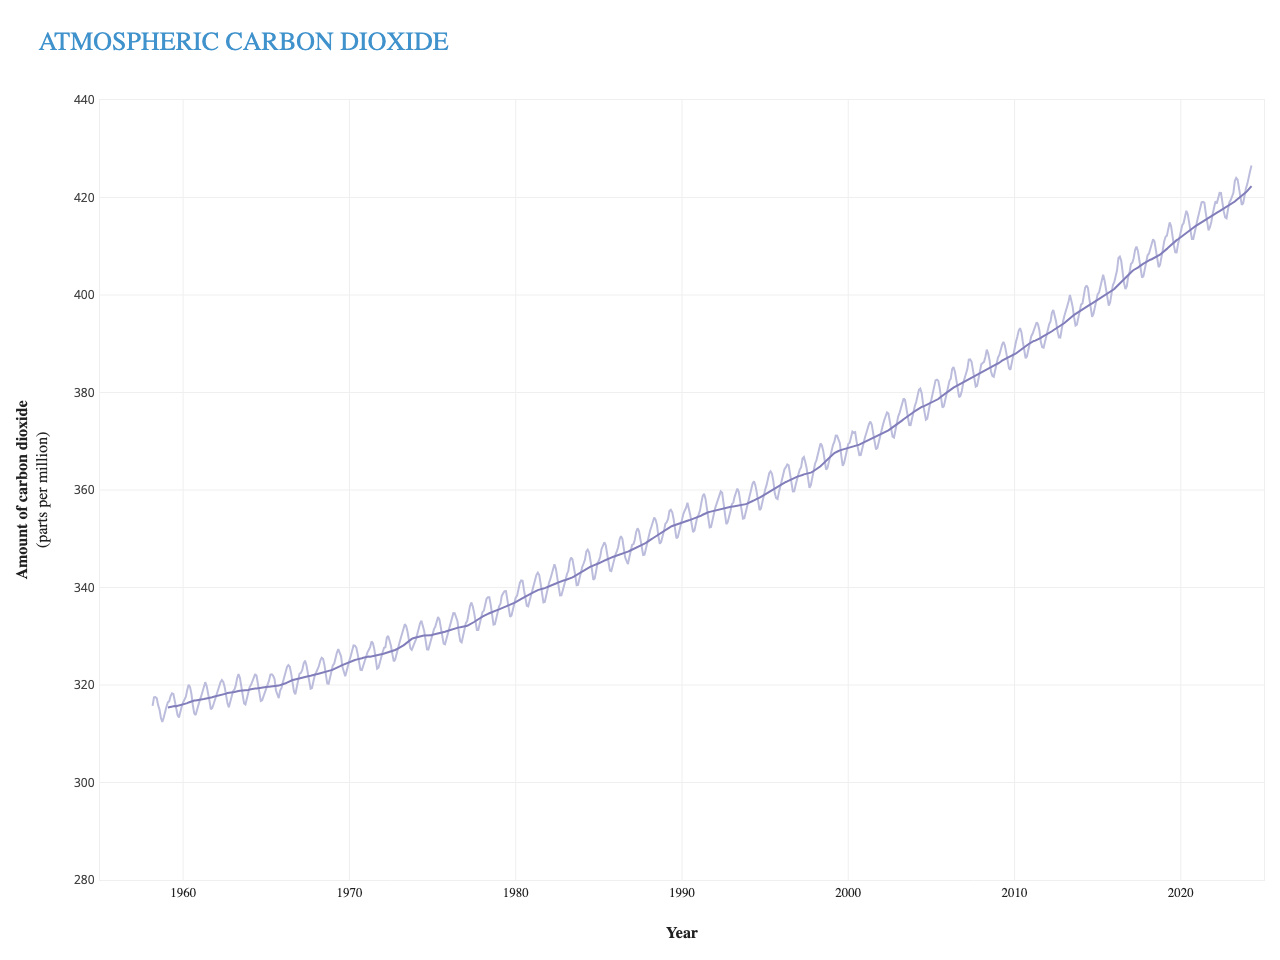 ATMOSPHERIC CARBON DIOXIDE
440
420
400
380
360
340
320
300
280
Amount of carbon dioxide
(parts per million)
1960 1970 1980 1990 2000 2010 2020
Year